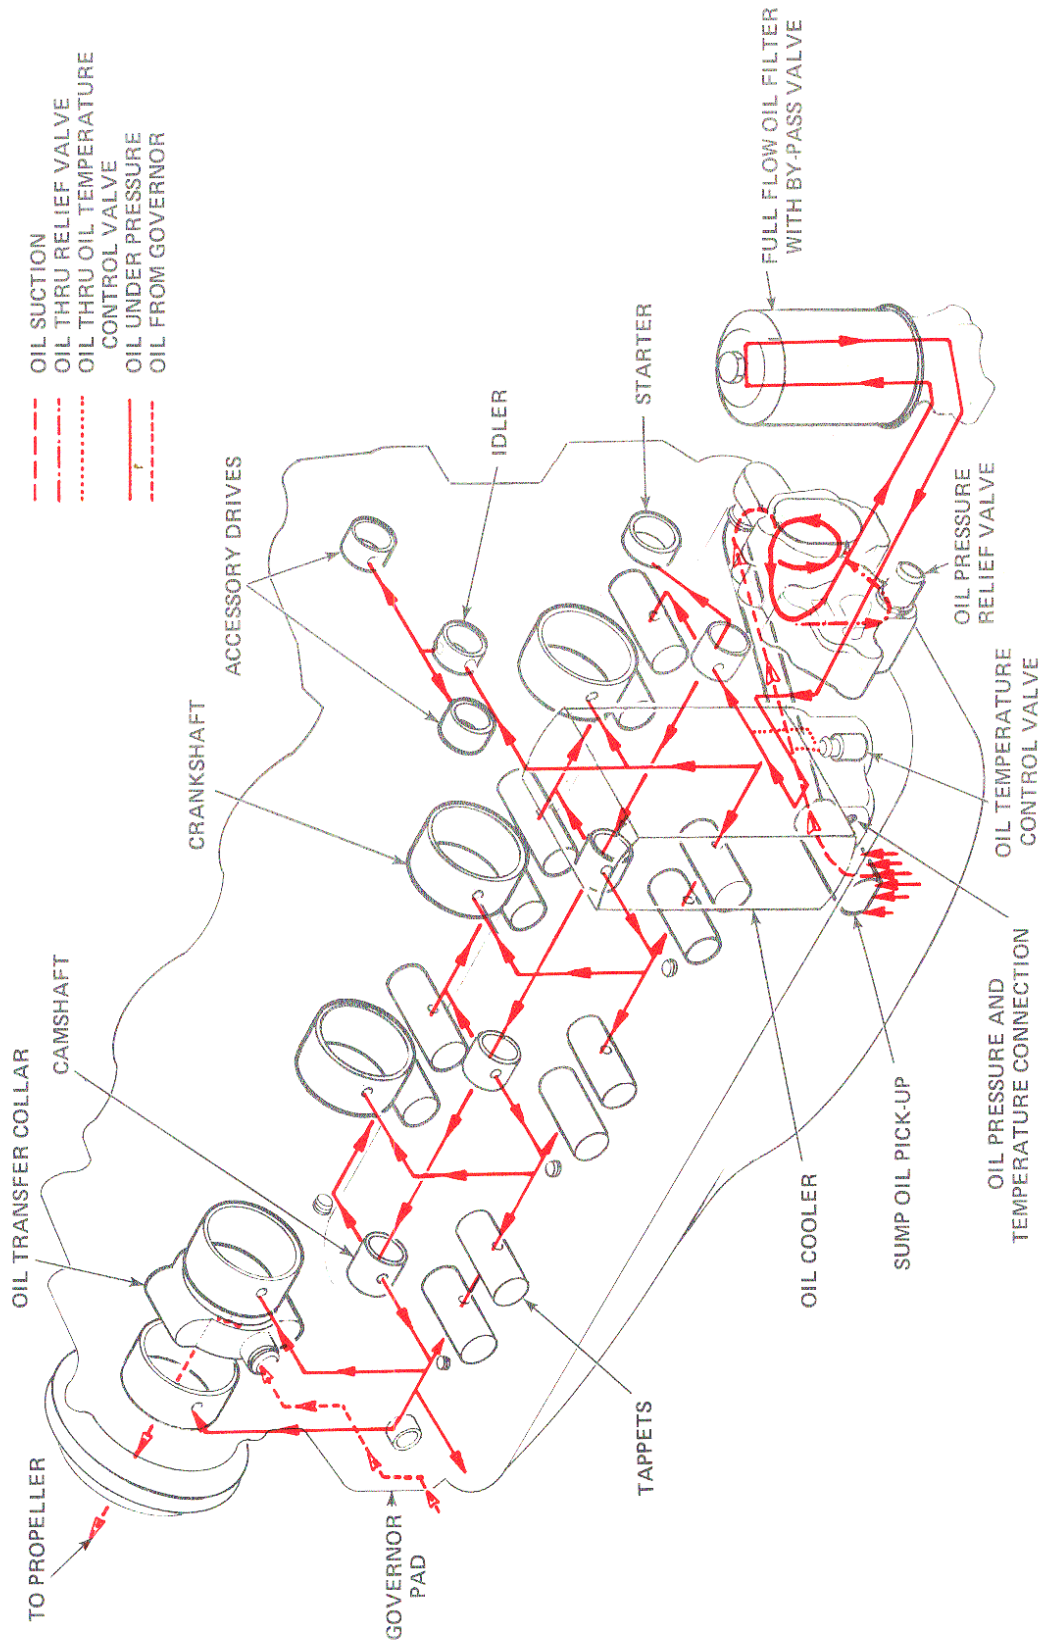 OIL SUCTION
OIL THRU RELIEF VALVE
OIL THRU OIL TEMPERATURE
CONTROL VALVE
OIL UNDER PRESSURE
OIL FROM GOVERNOR
TO PROPELLER
OIL TRANSFER COLLAR
CAMSHAFT
CRANKSHAFT
ACCESSORY DRIVES
IDLER
STARTER
FULL FLOW OIL FILTER
WITH BY-PASS VALVE
GOVERNOR
PAD
TAPPETS
OIL COOLER
SUMP OIL PICK-UP
OIL PRESSURE AND
TEMPERATURE CONNECTION
OIL TEMPERATURE
CONTROL VALVE
OIL PRESSURE
RELIEF VALVE